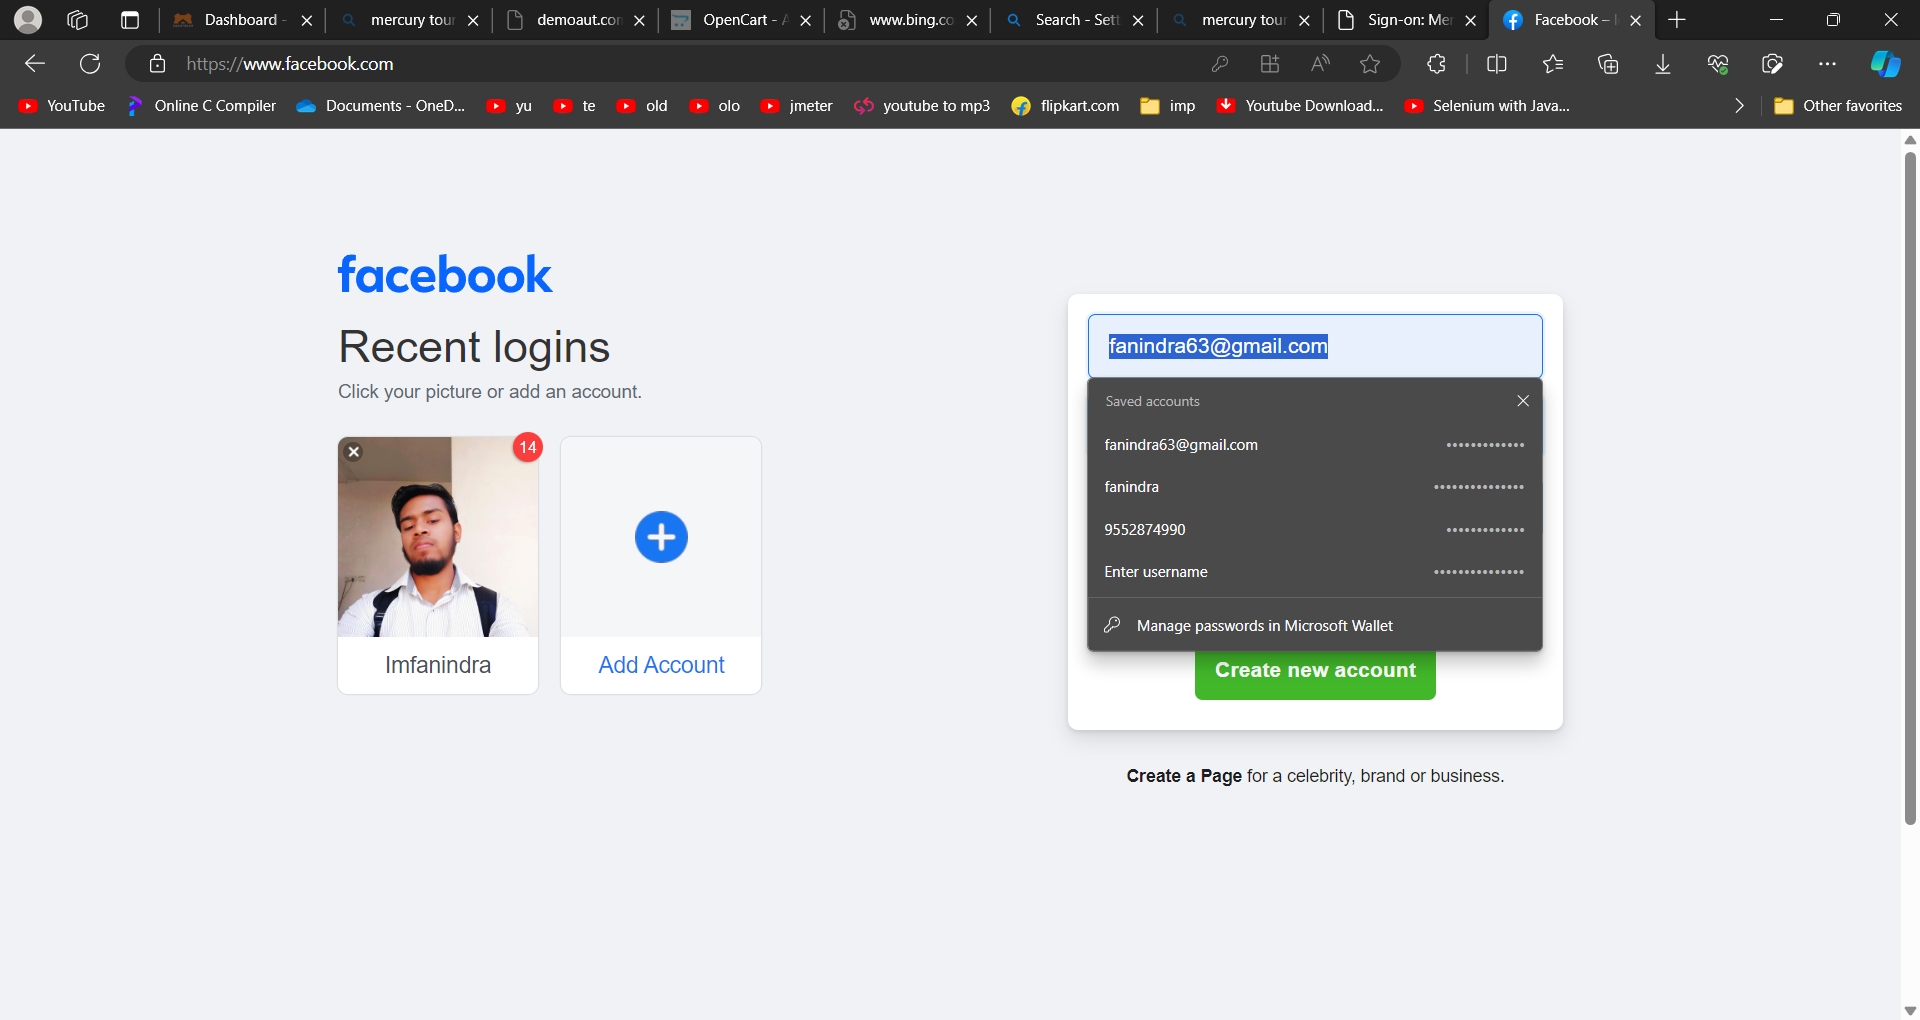 Dashboard -
mercury tour
demoaut.con
OpenCart - A
www.bing.co
Search - Sett
mercury tour
Sign-on: Me
Facebook –
https://www.facebook.com
YouTube
Online C Compiler
Documents - OneD...
yu
te
old
olo
jmeter
youtube to mp3
flipkart.com
imp
Youtube Download...
Selenium with Java...
Other favorites
facebook
Recent logins
Click your picture or add an account.
14
Imfanindra
Add Account
fanindra63@gmail.com
Saved accounts
fanindra63@gmail.com •••••••••••••
fanindra •••••••••••••••
9552874990 •••••••••••••
Enter username •••••••••••••••
Manage passwords in Microsoft Wallet
Create new account
Create a Page for a celebrity, brand or business.